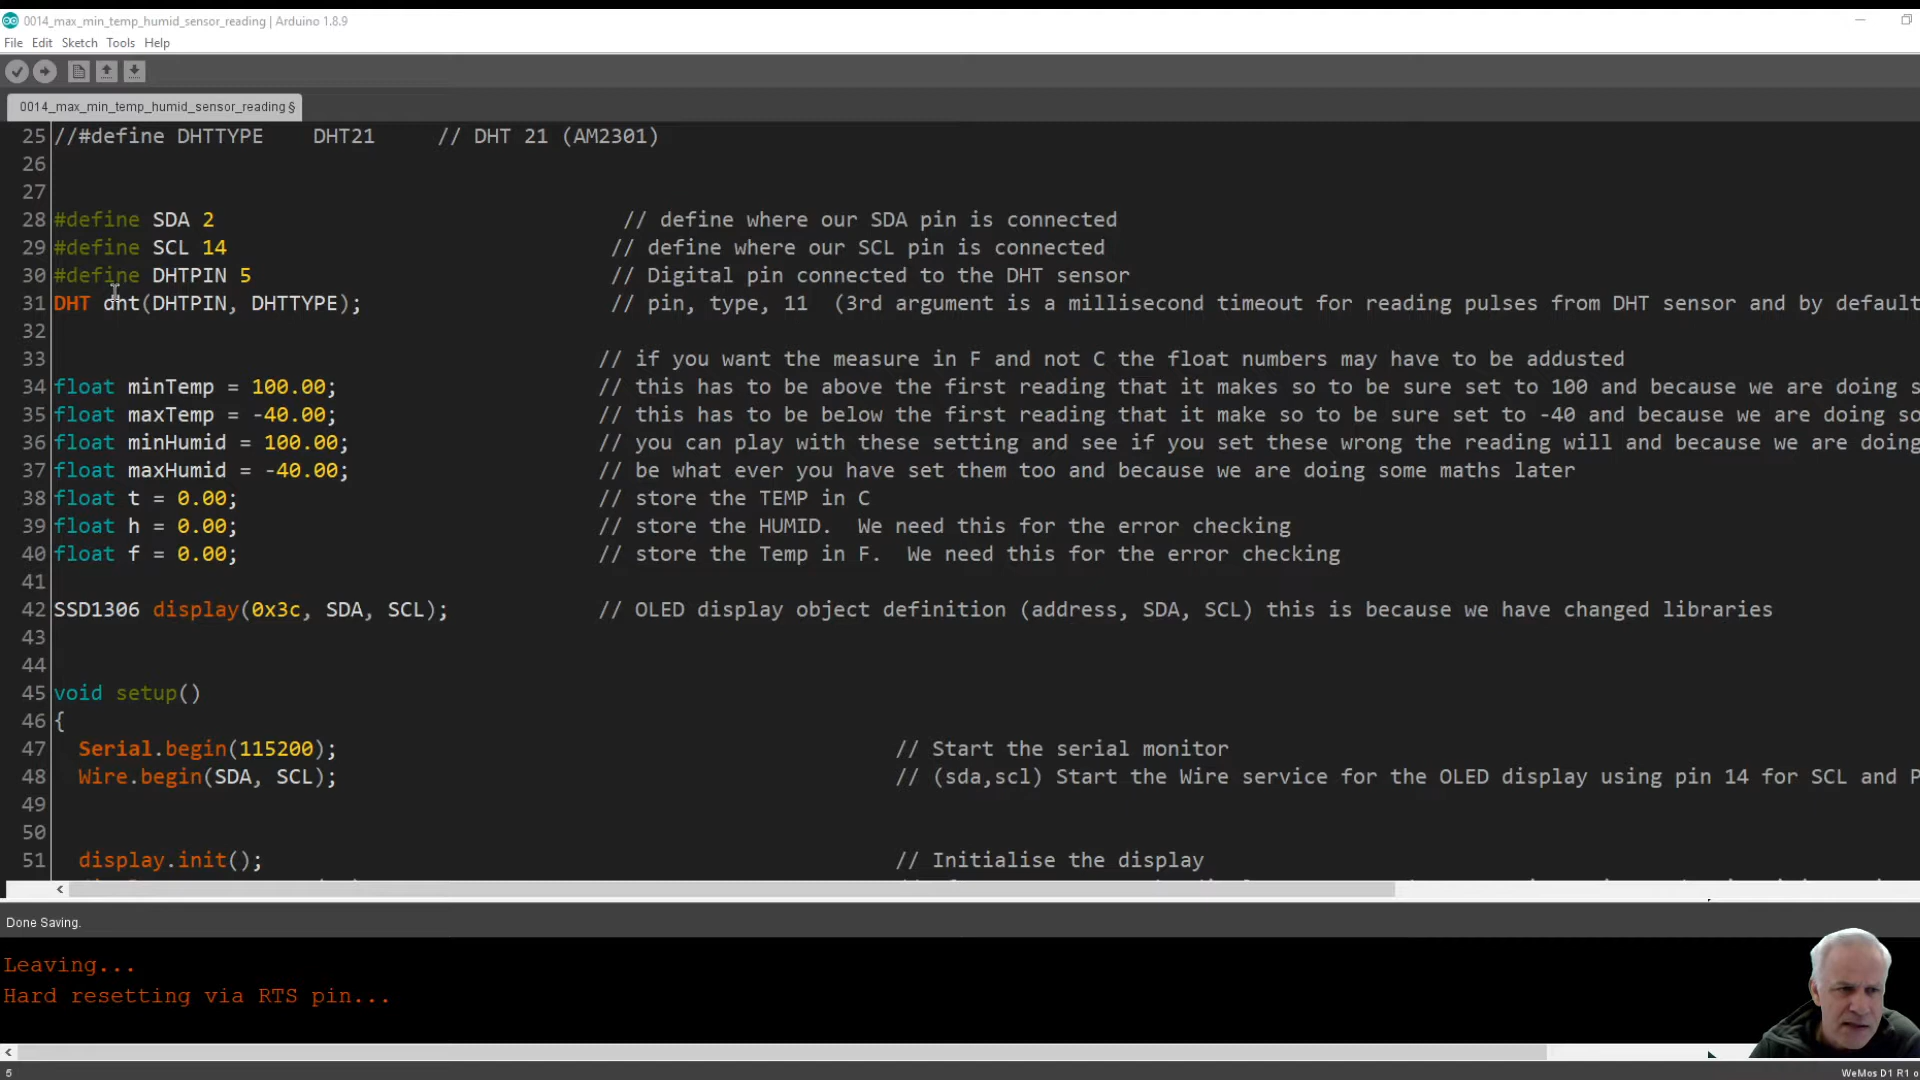 0014_max_min_temp_humid_sensor_reading | Arduino 1.8.9
File Edit Sketch Tools Help
0014_max_min_temp_humid_sensor_reading §
25 //#define DHTTYPE    DHT21     // DHT 21 (AM2301)
26
27
28 #define SDA 2 // define where our SDA pin is connected
29 #define SCL 14 // define where our SCL pin is connected
30 #define DHTPIN 5 // Digital pin connected to the DHT sensor
31 DHT dht(DHTPIN, DHTTYPE); // pin, type, 11  (3rd argument is a millisecond timeout for reading pulses from DHT sensor and by default
32
33 // if you want the measure in F and not C the float numbers may have to be addusted
34 float minTemp = 100.00; // this has to be above the first reading that it makes so to be sure set to 100 and because we are doing s
35 float maxTemp = -40.00; // this has to be below the first reading that it make so to be sure set to -40 and because we are doing so
36 float minHumid = 100.00; // you can play with these setting and see if you set these wrong the reading will and because we are doing
37 float maxHumid = -40.00; // be what ever you have set them too and because we are doing some maths later
38 float t = 0.00; // store the TEMP in C
39 float h = 0.00; // store the HUMID.  We need this for the error checking
40 float f = 0.00; // store the Temp in F.  We need this for the error checking
41
42 SSD1306 display(0x3c, SDA, SCL); // OLED display object definition (address, SDA, SCL) this is because we have changed libraries
43
44
45 void setup()
46 {
47 Serial.begin(115200); // Start the serial monitor
48 Wire.begin(SDA, SCL); // (sda,scl) Start the Wire service for the OLED display using pin 14 for SCL and P
49
50
51 display.init(); // Initialise the display
Done Saving.
Leaving...
Hard resetting via RTS pin...
5
WeMos D1 R1 o